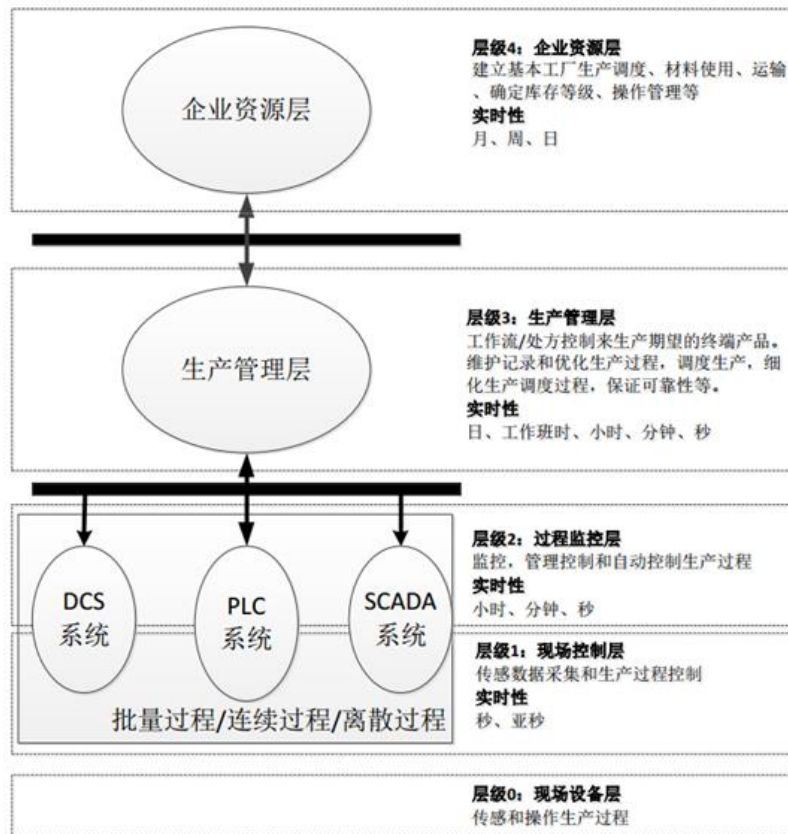 企业资源层
层级4：企业资源层
建立基本工厂生产调度、材料使用、运输
、确定库存等级、操作管理等
实时性
月、周、日
生产管理层
层级3：生产管理层
工作流/处方控制来生产期望的终端产品。
维护记录和优化生产过程，调度生产，细
化生产调度过程，保证可靠性等。
实时性
日、工作班时、小时、分钟、秒
DCS
系统
PLC
系统
SCADA
系统
层级2：过程监控层
监控，管理控制和自动控制生产过程
实时性
小时、分钟、秒
层级1：现场控制层
传感数据采集和生产过程控制
实时性
秒、亚秒
批量过程/连续过程/离散过程
层级0：现场设备层
传感和操作生产过程